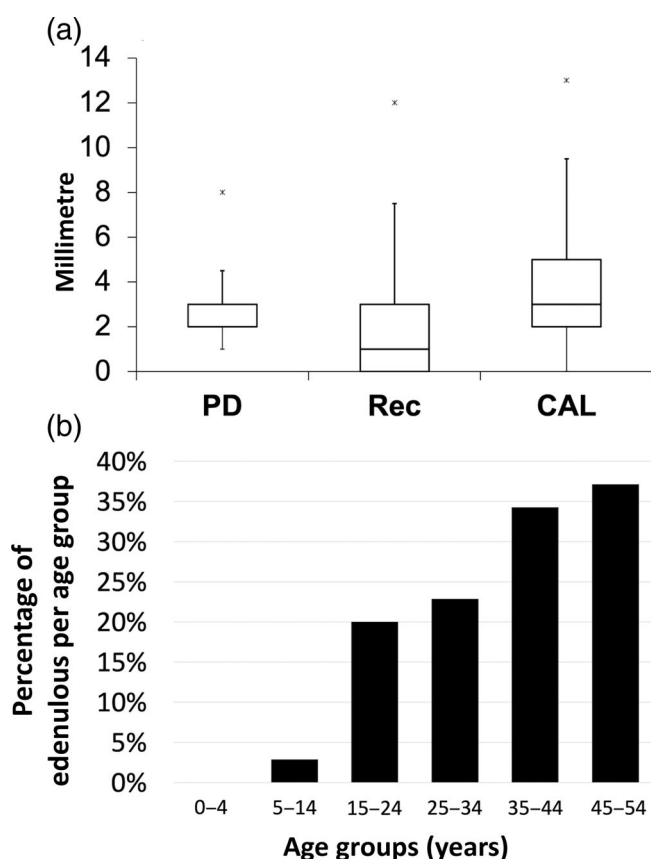 (a)
Millimetre
14
12
10
8
6
4
2
0
PD Rec CAL
(b)
Percentage of
edenulous per age group
40%
35%
30%
25%
20%
15%
10%
5%
0%
0–4 5–14 15–24 25–34 35–44 45–54
Age groups (years)